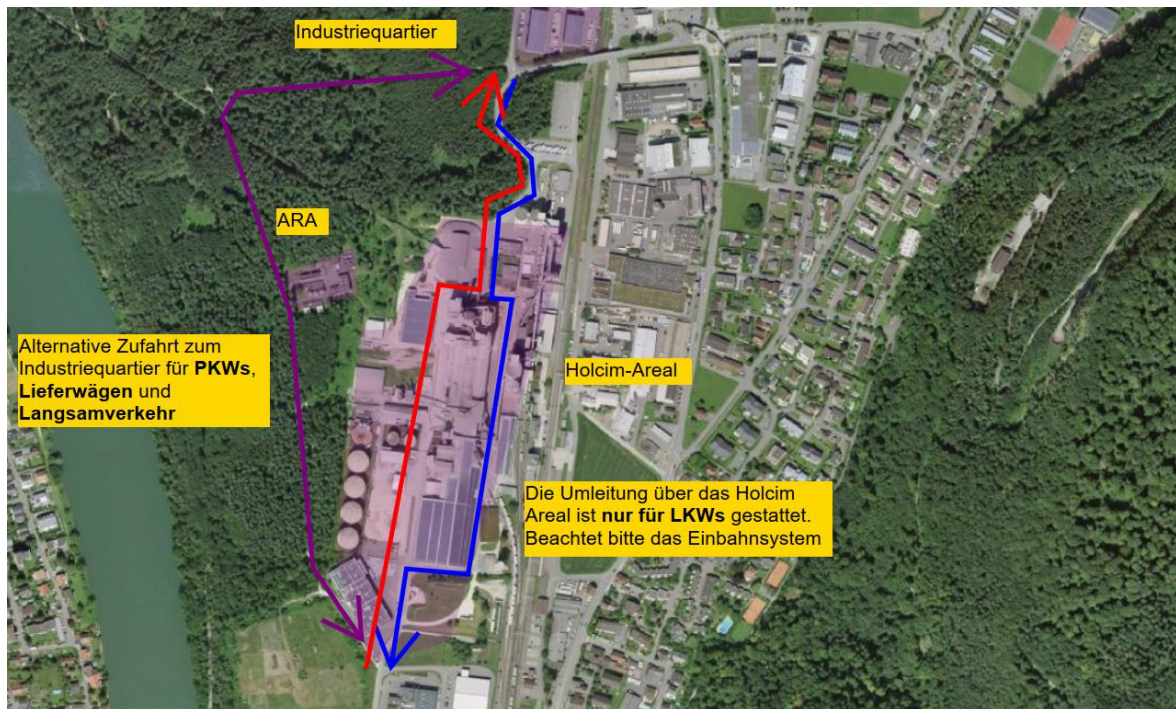 Industriequartier
ARA
Alternative Zufahrt zum
Industriequartier für PKWs,
Lieferwägen und
Langsamverkehr
Holcim-Areal
Die Umleitung über das Holcim
Areal ist nur für LKWs gestattet.
Beachtet bitte das Einbahnsystem